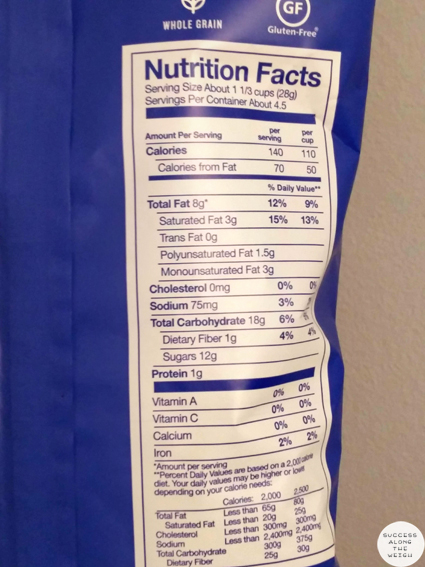 WHOLE GRAIN
GF
Gluten-Free
Nutrition Facts
Serving Size About 1 1/3 cups (28g)
Servings Per Container About 4.5
Amount Per Serving per serving per cup
Calories 140 110
Calories from Fat 70 50
% Daily Value**
Total Fat 8g* 12% 9%
Saturated Fat 3g 15% 13%
Trans Fat 0g
Polyunsaturated Fat 1.5g
Monounsaturated Fat 3g
Cholesterol 0mg 0% 0%
Sodium 75mg 3%
Total Carbohydrate 18g 6%
Dietary Fiber 1g 4% 4%
Sugars 12g
Protein 1g
Vitamin A 0% 0%
Vitamin C 0% 0%
Calcium 0% 0%
Iron 2% 2%
*Amount per serving
**Percent Daily Values are based on a 2,000 calorie
diet. Your daily values may be higher or lower
depending on your calorie needs:
Calories: 2,000 2,500
Total Fat Less than 65g 80g
Saturated Fat Less than 20g 25g
Cholesterol Less than 300mg 300mg
Sodium Less than 2,400mg 2,400mg
Total Carbohydrate 300g 375g
Dietary Fiber 25g 30g
SUCCESS
ALONG
THE
WEIGH